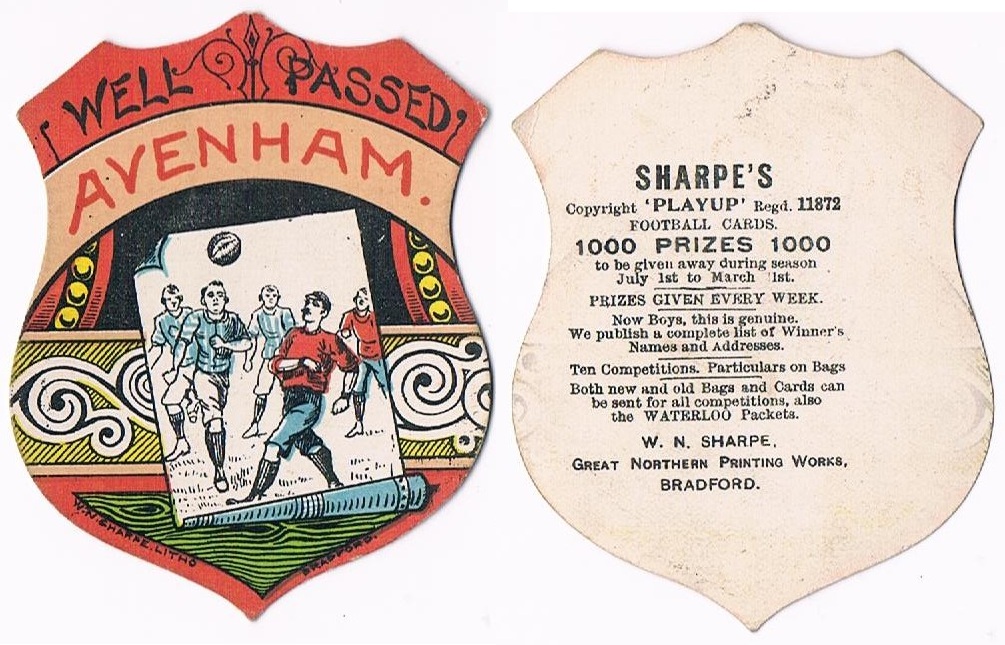 WELL PASSED
AVENHAM.
W.N. SHARPE. LITHO
BRADFORD.
SHARPE'S
Copyright 'PLAYUP' Regd. 11872
FOOTBALL CARDS.
1000 PRIZES 1000
to be given away during season
July 1st to March 1st.
PRIZES GIVEN EVERY WEEK.
Now Boys, this is genuine.
We publish a complete list of Winner's
Names and Addresses.
Ten Competitions. Particulars on Bags
Both new and old Bags and Cards can
be sent for all competitions, also
the WATERLOO Packets.
W. N. SHARPE,
GREAT NORTHERN PRINTING WORKS,
BRADFORD.